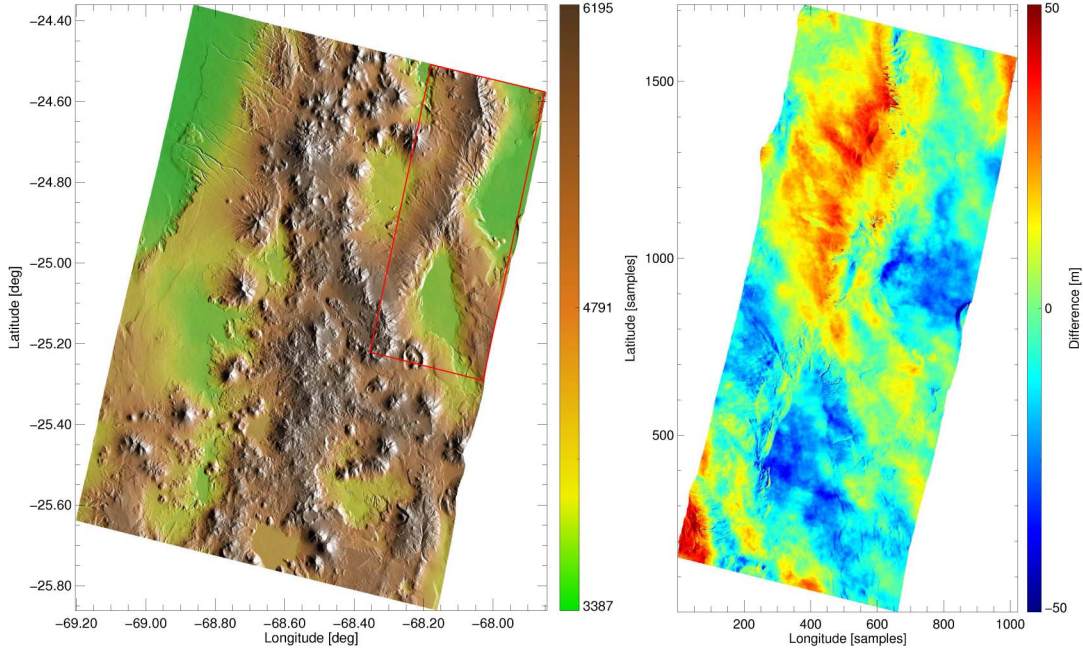 −24.40
−24.60
−24.80
−25.00
−25.20
−25.40
−25.60
−25.80
Latitude [deg]
−69.20 −69.00 −68.80 −68.60 −68.40 −68.20 −68.00
Longitude [deg]
6195
4791
3387
1500
1000
500
Latitude [samples]
200 400 600 800 1000
Longitude [samples]
50
0
−50
Difference [m]